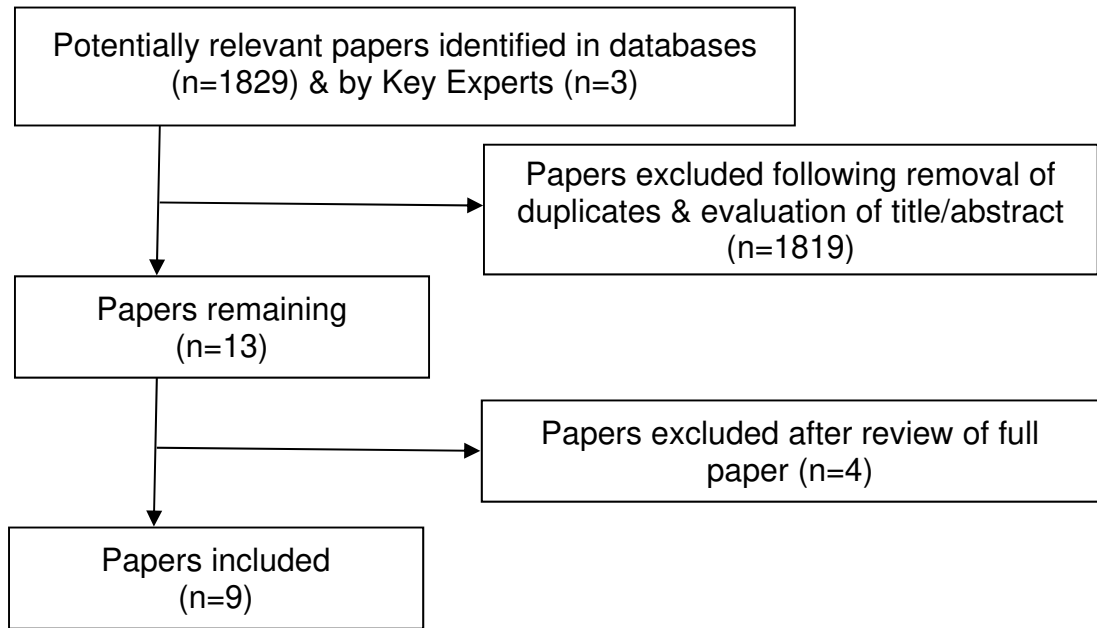 Potentially relevant papers identified in databases
(n=1829) & by Key Experts (n=3)
Papers excluded following removal of
duplicates & evaluation of title/abstract
(n=1819)
Papers remaining
(n=13)
Papers excluded after review of full
paper (n=4)
Papers included
(n=9)